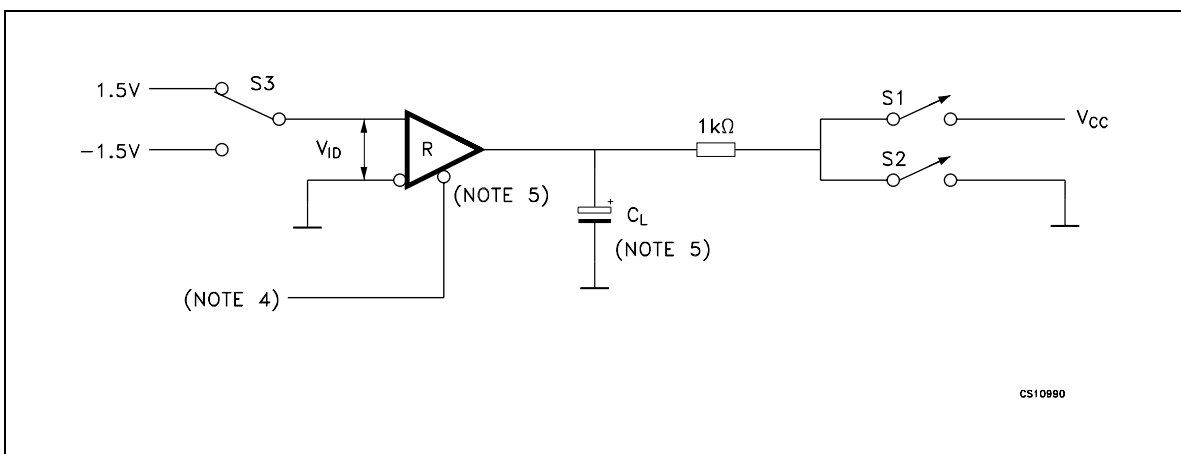 1.5V
S3
-1.5V
VID
R
(NOTE 5)
(NOTE 4)
+
CL
(NOTE 5)
1kΩ
S1
VCC
S2
CS10990